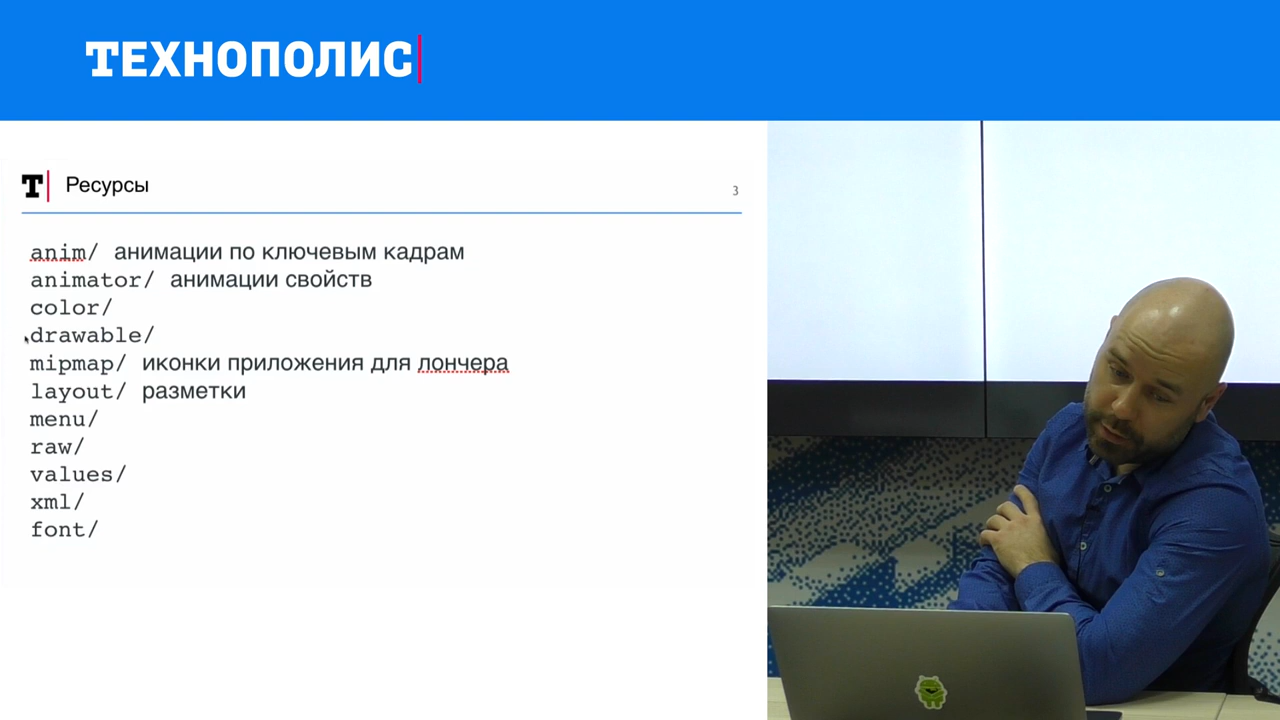 ТЕХНОПОЛИС
Т Ресурсы
3
anim/ анимации по ключевым кадрам
animator/ анимации свойств
color/
drawable/
mipmap/ иконки приложения для лончера
layout/ разметки
menu/
raw/
values/
xml/
font/